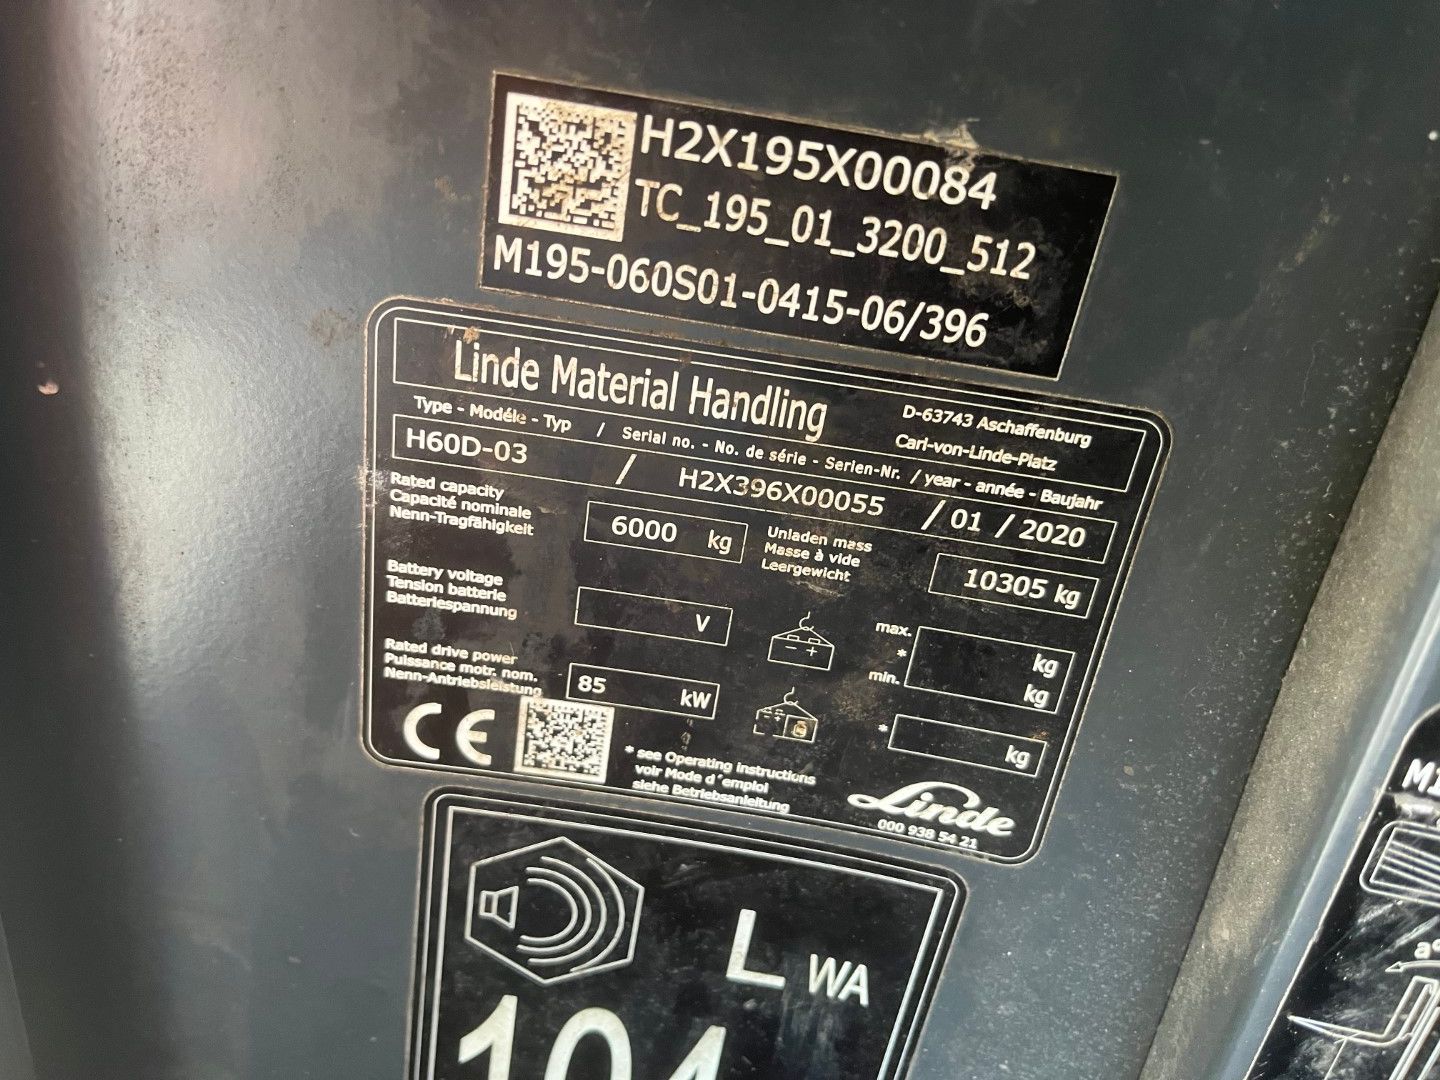 H2X195X00084
TC_195_01_3200_512
M195-060S01-0415-06/396
Linde Material Handling
D-63743 Aschaffenburg
Carl-von-Linde-Platz
Type - Modéle - Typ / Serial no. - No. de série - Serien-Nr. / year - année - Baujahr
H60D-03 / H2X396X00055 / 01 / 2020
Rated capacity
Capacité nominale
Nenn-Tragfähigkeit
6000 kg
Unladen mass
Masse à vide
Leergewicht
10305 kg
Battery voltage
Tension batterie
Batteriespannung
V
max.
*
min.
kg
kg
Rated drive power
Puissance motr. nom.
Nenn-Antriebsleistung
85 kW
*
kg
CE
* see Operating instructions
voir Mode d´emploi
siehe Betriebsanleitung
Linde
000 938 54 21
LWA
104